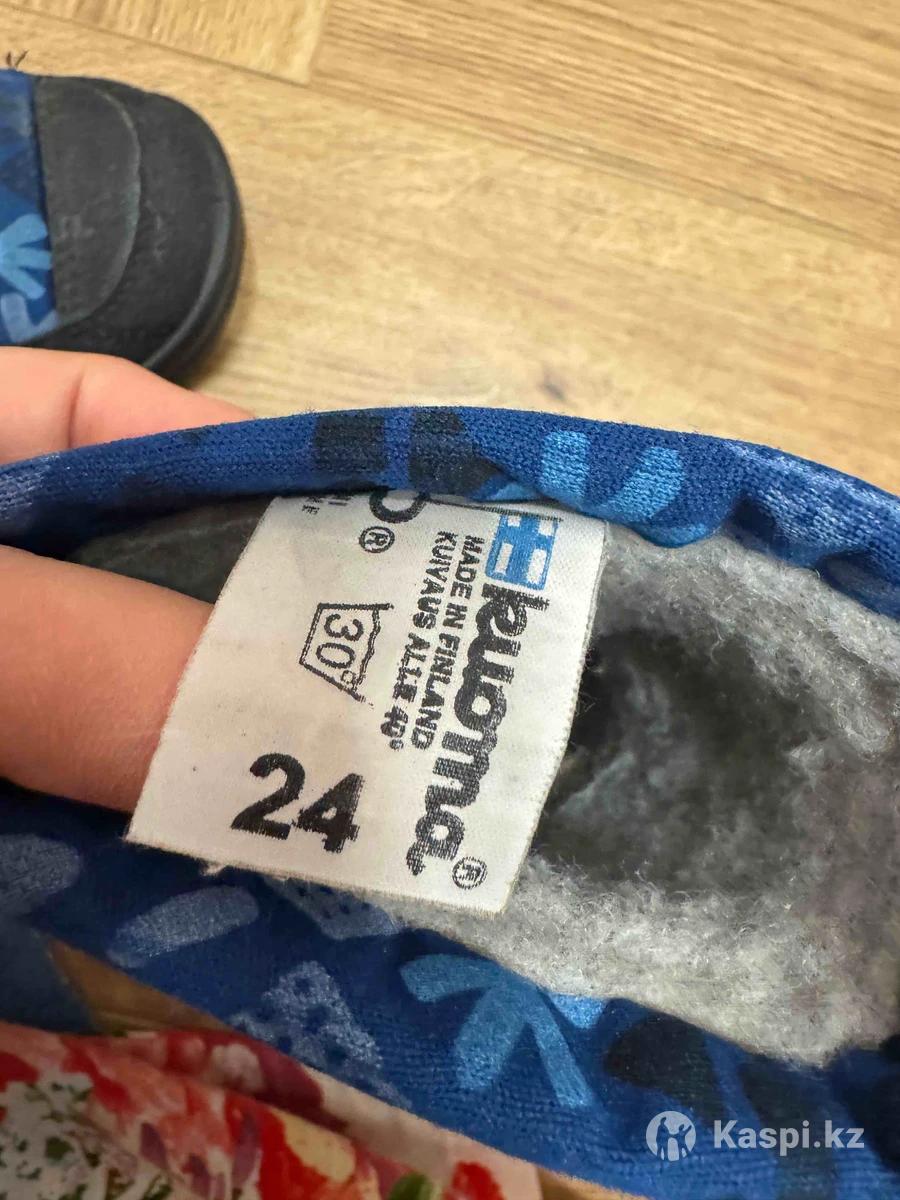 kuoma®
MADE IN FINLAND
KUIVAUS ALLE 40°
®
30°
24
Kaspi.kz